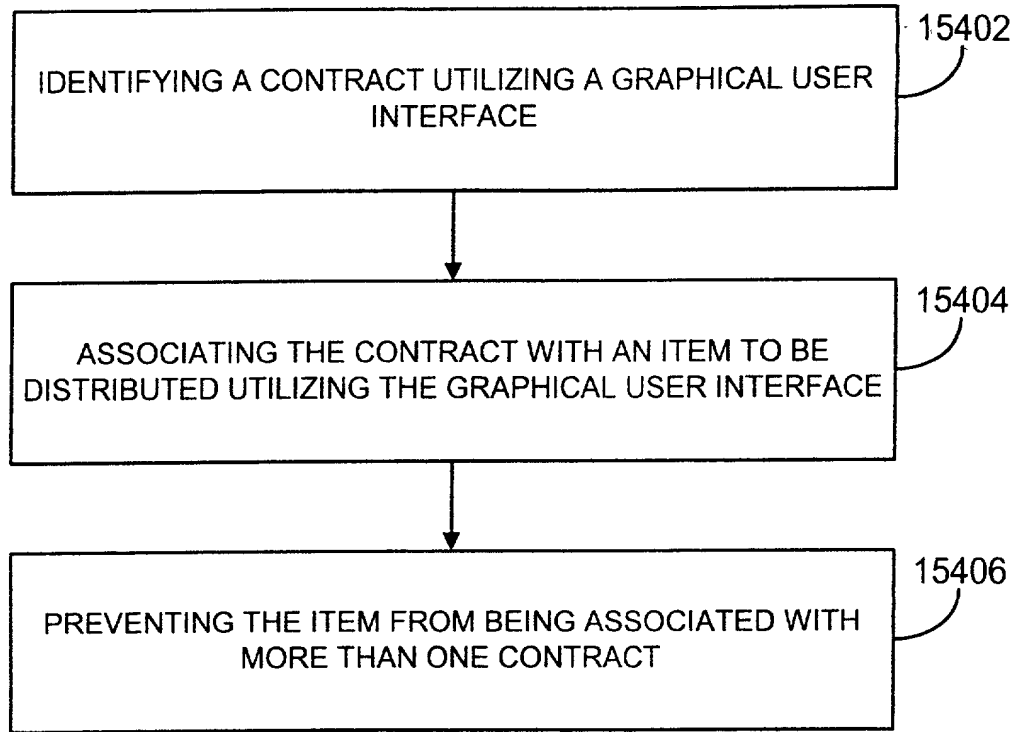 15402
IDENTIFYING A CONTRACT UTILIZING A GRAPHICAL USER
INTERFACE
15404
ASSOCIATING THE CONTRACT WITH AN ITEM TO BE
DISTRIBUTED UTILIZING THE GRAPHICAL USER INTERFACE
15406
PREVENTING THE ITEM FROM BEING ASSOCIATED WITH
MORE THAN ONE CONTRACT